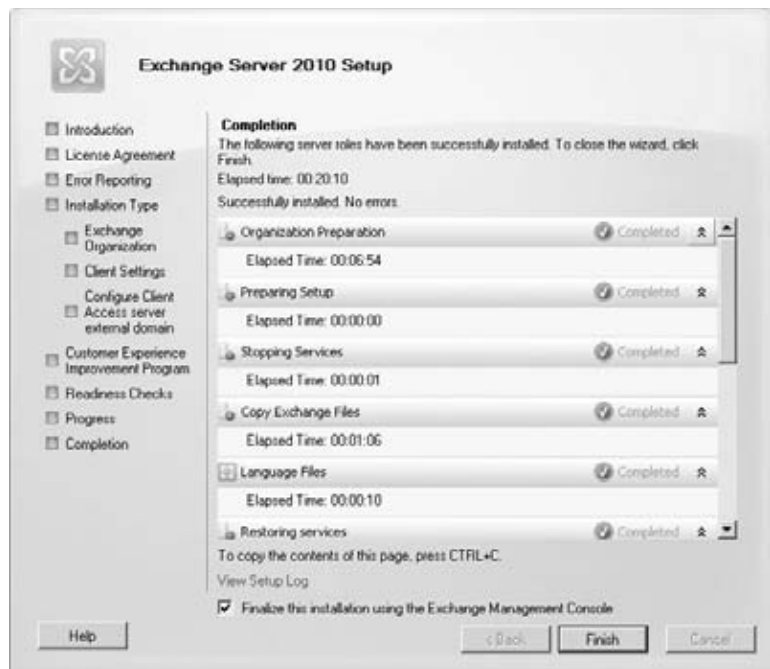 Exchange Server 2010 Setup
Introduction
License Agreement
Error Reporting
Installation Type
Exchange
Organization
Client Settings
Configure Client
Access server
external domain
Customer Experience
Improvement Program
Readiness Checks
Progress
Completion
Completion
The following server roles have been successfully installed. To close the wizard, click
Finish.
Elapsed time: 00:20:10
Successfully installed. No errors.
Organization Preparation Completed
Elapsed Time: 00:06:54
Preparing Setup Completed
Elapsed Time: 00:00:00
Stopping Services Completed
Elapsed Time: 00:00:01
Copy Exchange Files Completed
Elapsed Time: 00:01:06
Language Files Completed
Elapsed Time: 00:00:10
Restoring services Completed
To copy the contents of this page, press CTRL+C.
View Setup Log
Finalize this installation using the Exchange Management Console
Help < Back Finish Cancel